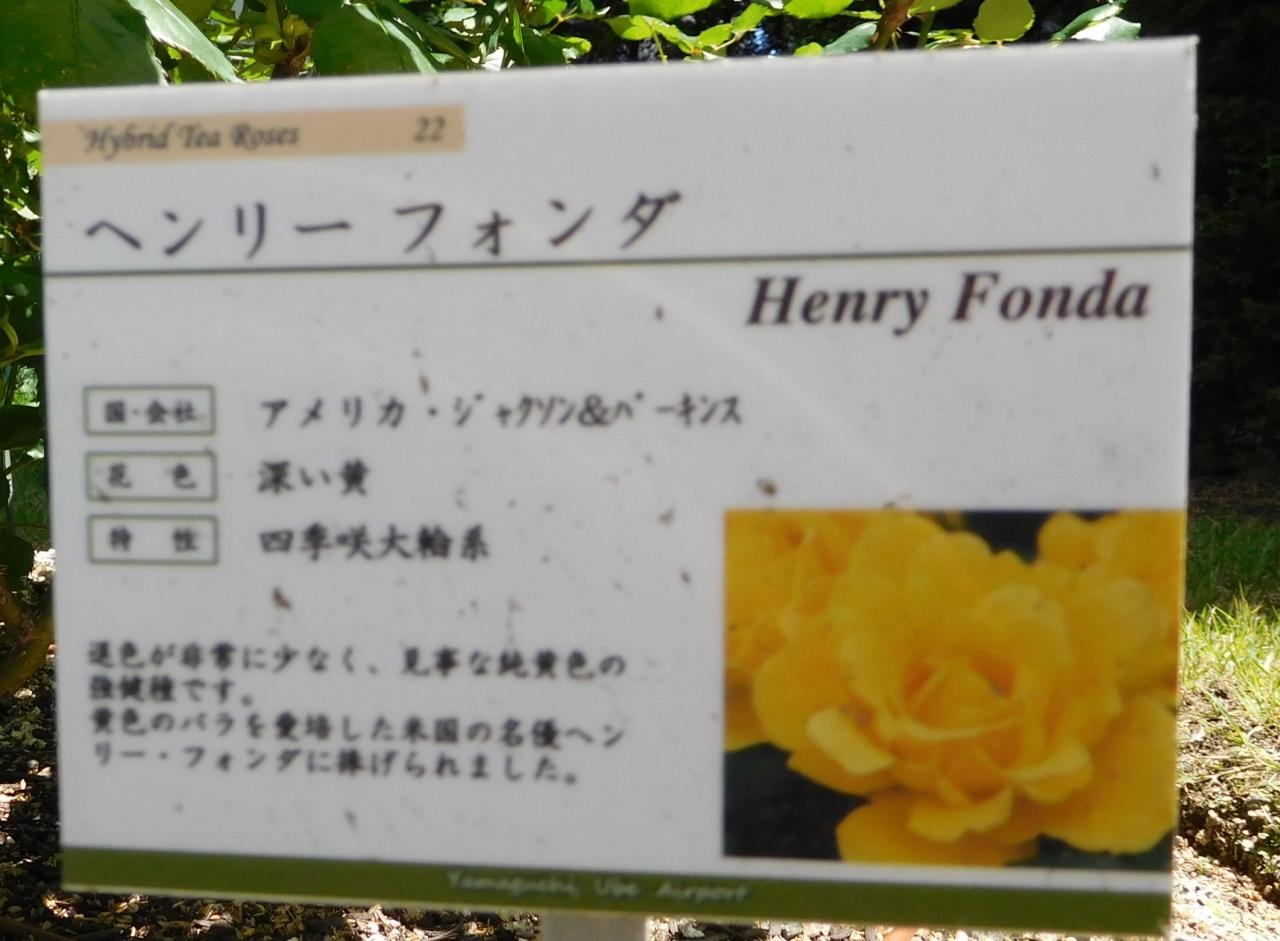 Hybrid Tea Roses 22
ヘンリー フォンダ
Henry Fonda
国・会社 アメリカ・ジャクソン&パーキンス
花 色 深い黄
特 性 四季咲大輪系
退色が非常に少なく、見事な純黄色の
強健種です。
黄色のバラを愛培した米国の名優ヘン
リー・フォンダに捧げられました。
Yamaguchi Ube Airport